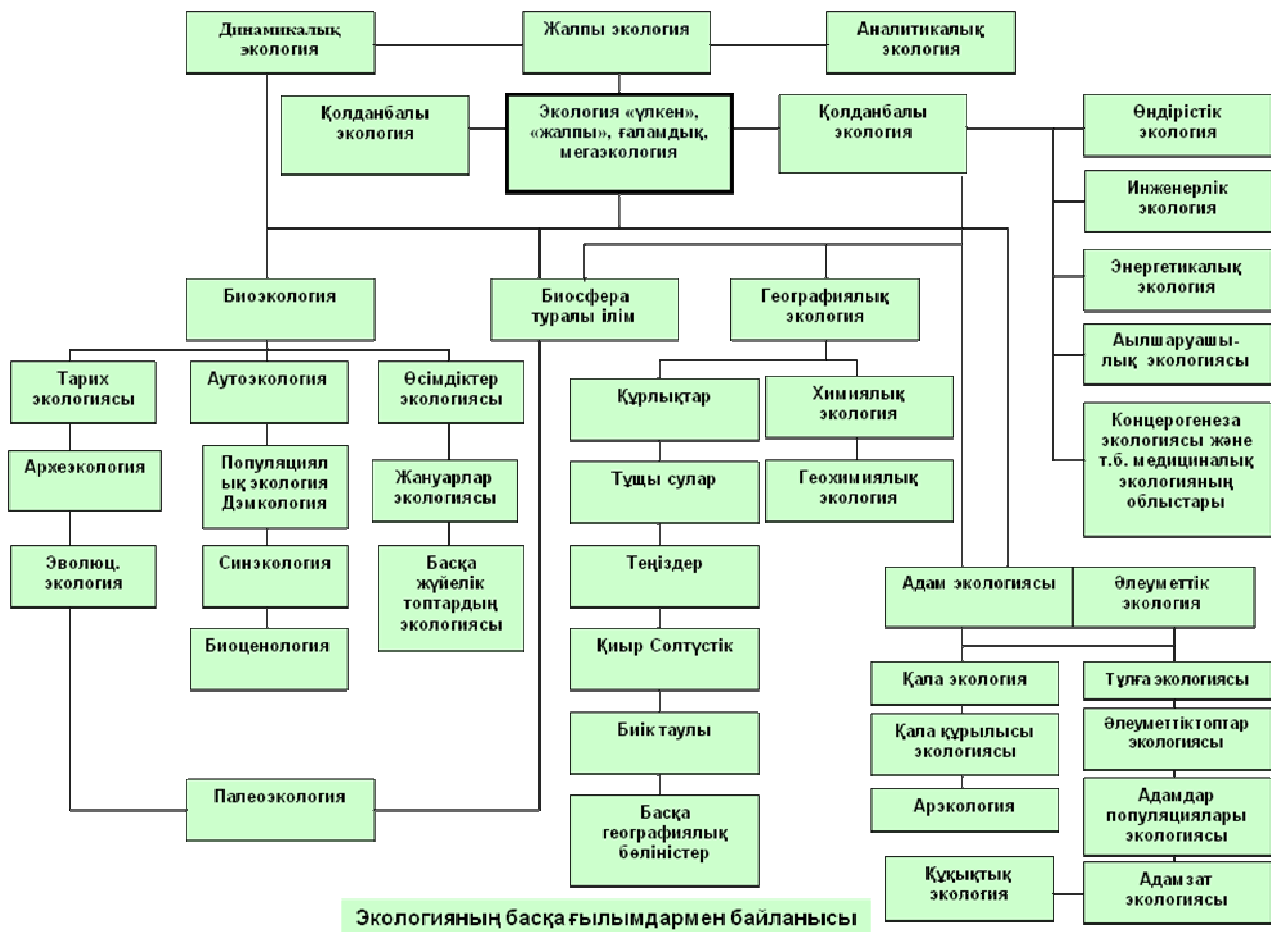 Динамикалық
экология
Жалпы экология
Аналитикалық
экология
Қолданбалы
экология
Экология «үлкен»,
«жалпы», ғаламдық,
мегаэкология
Қолданбалы
экология
Өндірістік
экология
Инженерлік
экология
Энергетикалық
экология
Аылшаруашы-
лық экологиясы
Концерогенеза
экологиясы және
т.б. медициналық
экологияның
облыстары
Биоэкология
Биосфера
туралы ілім
Географиялық
экология
Тарих
экологиясы
Археэкология
Эволюц.
экология
Аутоэкология
Популяциял
ық экология
Дэмкология
Синэкология
Биоценология
Өсімдіктер
экологиясы
Жануарлар
экологиясы
Басқа
жүйелік
топтардың
экологиясы
Палеоэкология
Құрлықтар
Тұщы сулар
Теңіздер
Қиыр Солтүстік
Биік таулы
Басқа
географиялық
бөліністер
Химиялық
экология
Геохимиялық
экология
Адам экологиясы
Әлеуметтік
экология
Қала экология
Қала құрылысы
экологиясы
Арэкология
Тұлға экологиясы
Әлеуметтіктоптар
экологиясы
Адамдар
популяциялары
экологиясы
Адамзат
экологиясы
Құқықтық
экология
Экологияның басқа ғылымдармен байланысы